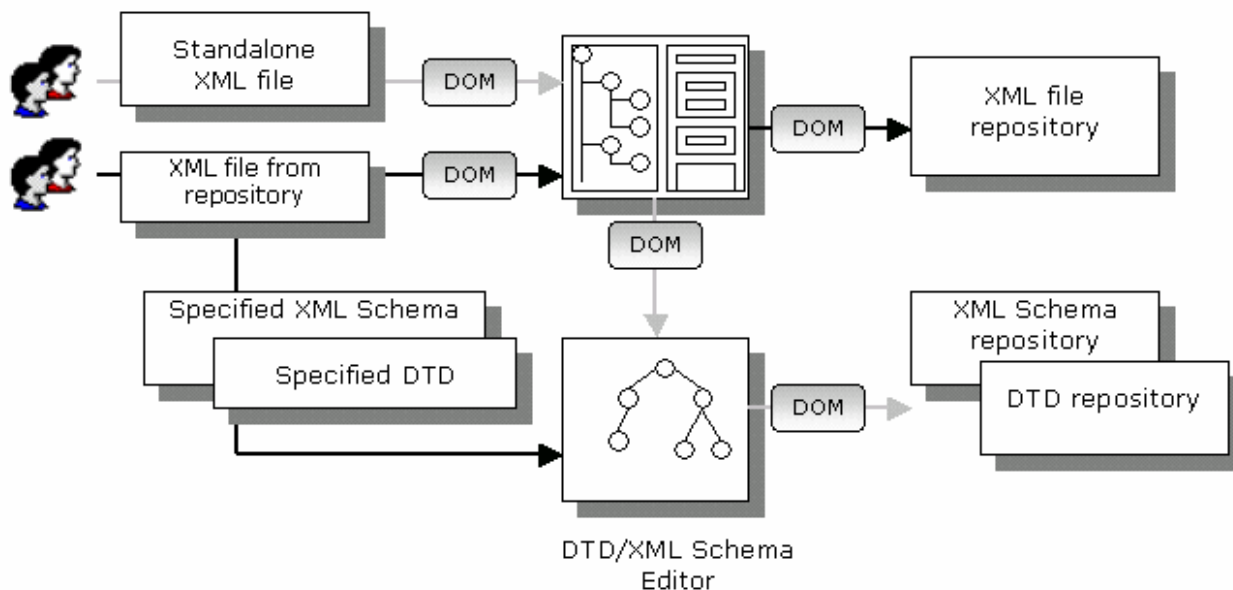 Standalone
XML file
DOM
DOM
XML file
repository
XML file from
repository
DOM
DOM
Specified XML Schema
Specified DTD
XML Schema
repository
DOM
DTD repository
DTD/XML Schema
Editor